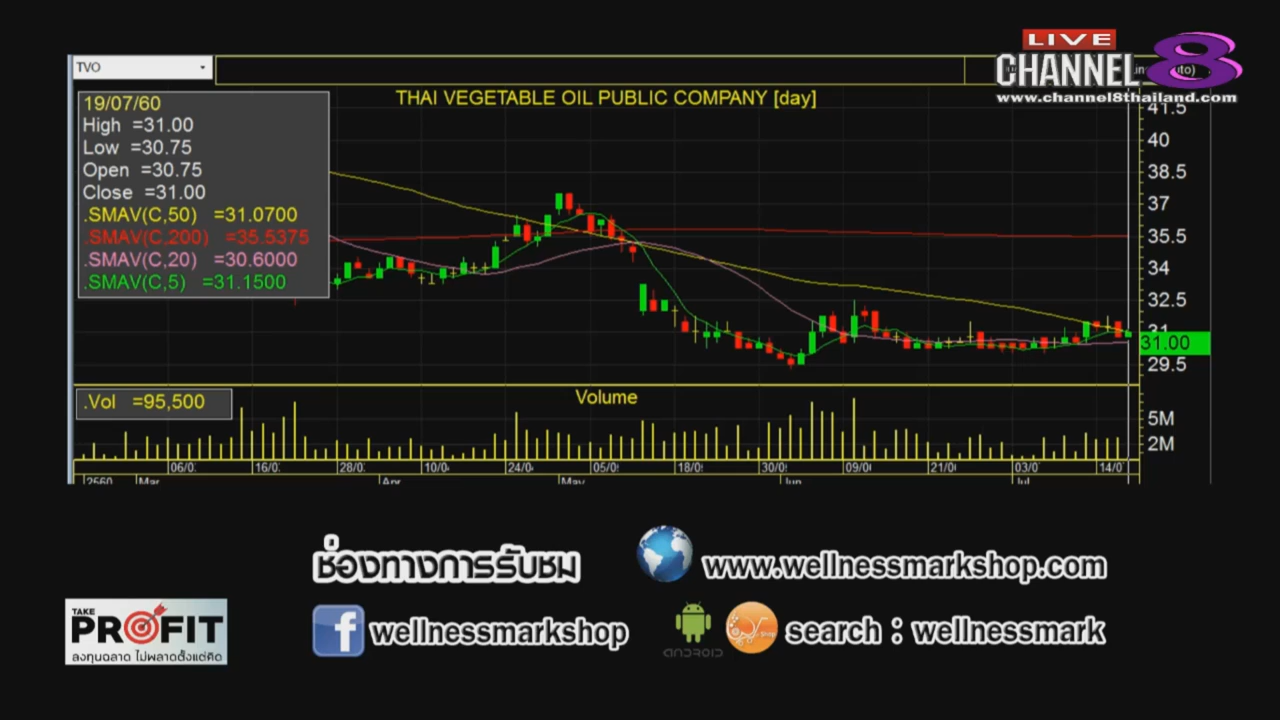 LIVE
CHANNEL 8
www.channel8thailand.com
TVO
THAI VEGETABLE OIL PUBLIC COMPANY [day]
19/07/60
High =31.00
Low =30.75
Open =30.75
Close =31.00
.SMAV(C,50) =31.0700
.SMAV(C,200) =35.5375
.SMAV(C,20) =30.6000
.SMAV(C,5) =31.1500
41.5
40
38.5
37
35.5
34
32.5
31
31.00
29.5
.Vol =95,500
Volume
5M
2M
06/0 16/0 28/0 10/0 24/0 05/0 18/0 30/0 09/0 21/0 03/0 14/0
2560 Mar Apr May Jun Jul
ช่องทางการรับชม
www.wellnessmarkshop.com
TAKE
PROFIT
ลงทุนฉลาด ไม่พลาดตั้งแต่คิด
f wellnessmarkshop
android
search : wellnessmark